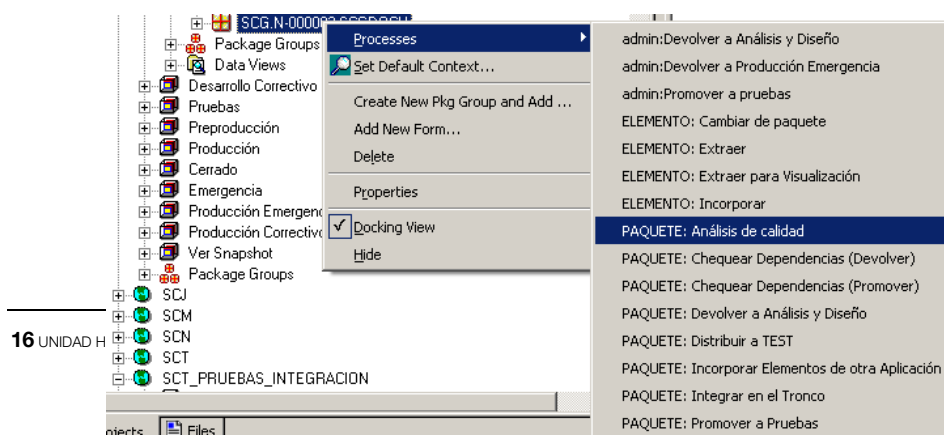 SCG.N-000002 SCGDOCU
Package Groups
Data Views
Desarrollo Correctivo
Pruebas
Preproducción
Producción
Cerrado
Emergencia
Producción Emergenc
Producción Correctivo
Ver Snapshot
Package Groups
SCJ
SCM
SCN
SCT
SCT_PRUEBAS_INTEGRACION
16 UNIDAD H
ojects
Files
Processes
Set Default Context...
Create New Pkg Group and Add ...
Add New Form...
Delete
Properties
Docking View
Hide
admin:Devolver a Análisis y Diseño
admin:Devolver a Producción Emergencia
admin:Promover a pruebas
ELEMENTO: Cambiar de paquete
ELEMENTO: Extraer
ELEMENTO: Extraer para Visualización
ELEMENTO: Incorporar
PAQUETE: Análisis de calidad
PAQUETE: Chequear Dependencias (Devolver)
PAQUETE: Chequear Dependencias (Promover)
PAQUETE: Devolver a Análisis y Diseño
PAQUETE: Distribuir a TEST
PAQUETE: Incorporar Elementos de otra Aplicación
PAQUETE: Integrar en el Tronco
PAQUETE: Promover a Pruebas